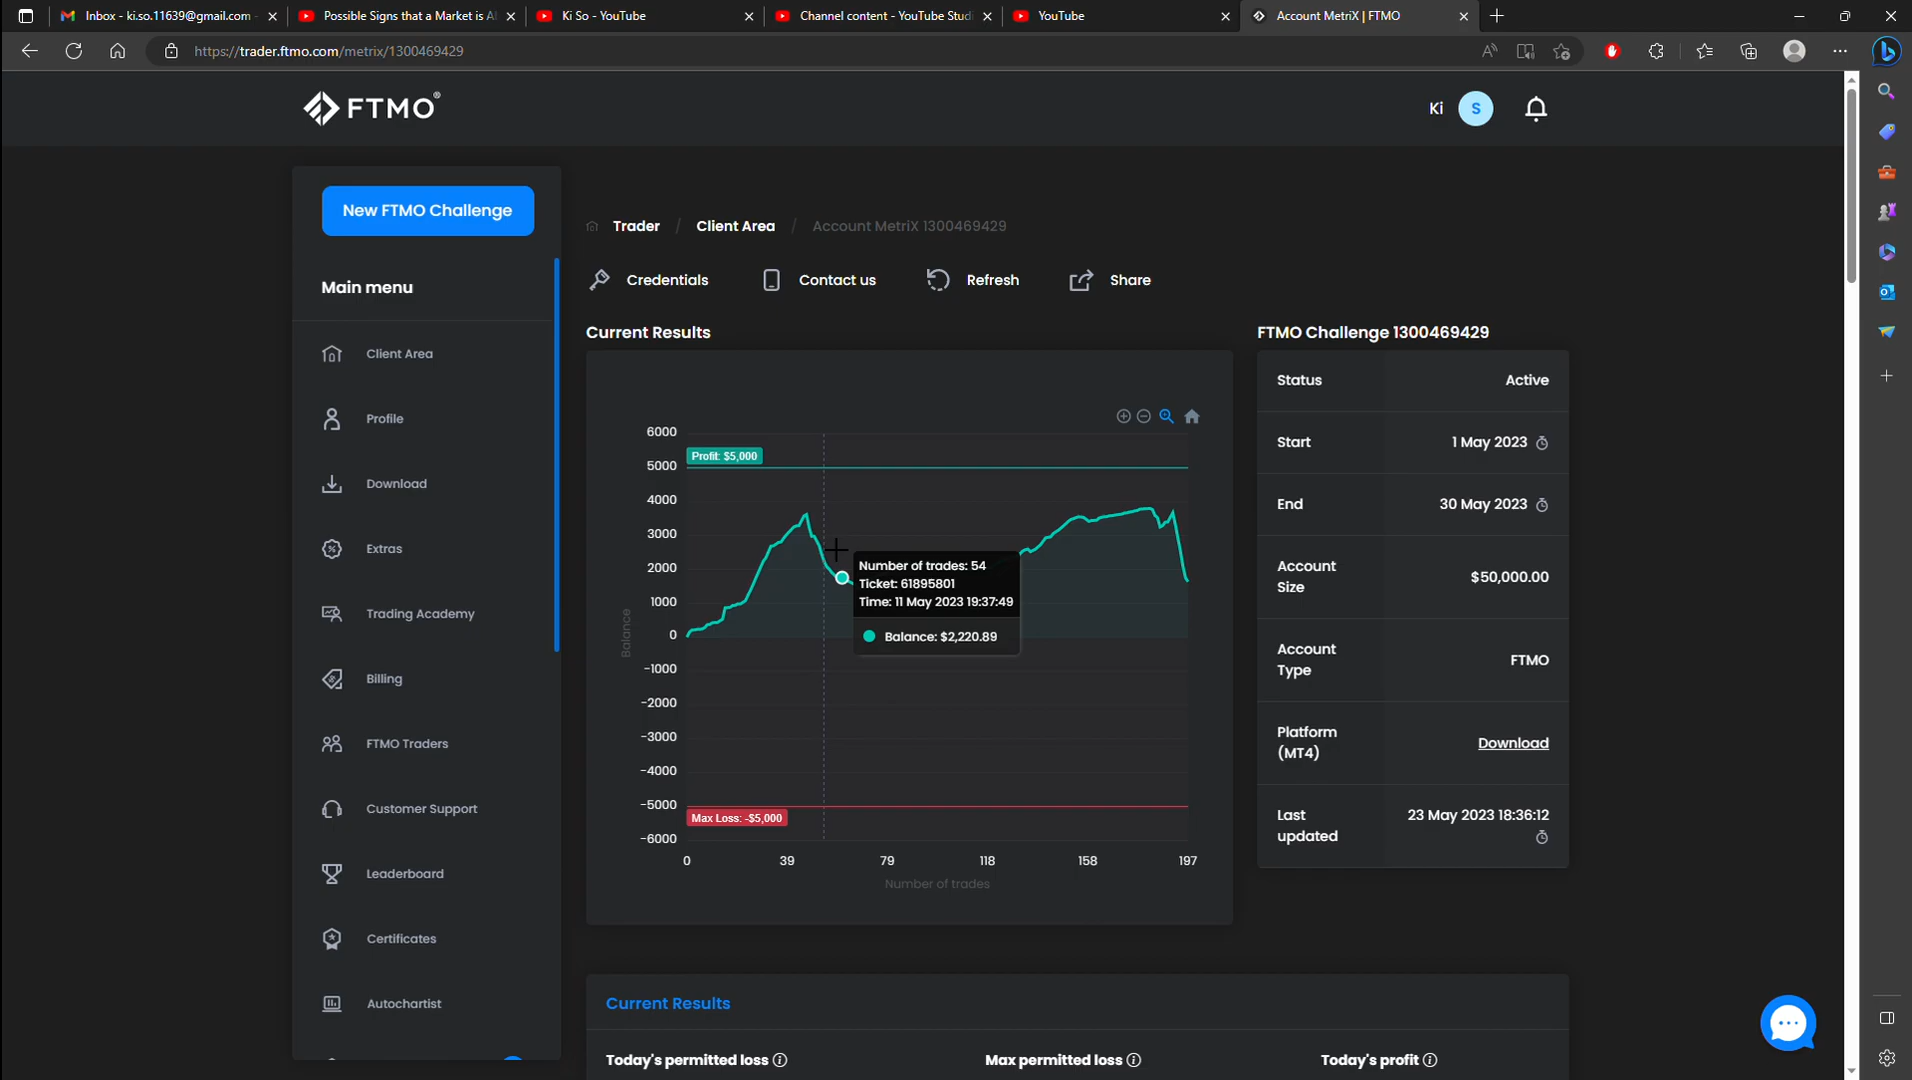 Inbox - ki.so.11639@gmail.com -
Possible Signs that a Market is A
Ki So - YouTube
Channel content - YouTube Studi
YouTube
Account MetriX | FTMO
https://trader.ftmo.com/metrix/1300469429
FTMO®
Ki S
New FTMO Challenge
Main menu
Client Area
Profile
Download
Extras
Trading Academy
Billing
FTMO Traders
Customer Support
Leaderboard
Certificates
Autochartist
Trader / Client Area / Account MetriX 1300469429
Credentials Contact us Refresh Share
Current Results
6000
5000
4000
3000
2000
1000
0
-1000
-2000
-3000
-4000
-5000
-6000
Balance
Profit: $5,000
Number of trades: 54
Ticket: 61895801
Time: 11 May 2023 19:37:49
Balance: $2,220.89
Max Loss: -$5,000
0 39 79 118 158 197
Number of trades
FTMO Challenge 1300469429
Status Active
Start 1 May 2023
End 30 May 2023
Account
Size
$50,000.00
Account
Type
FTMO
Platform
(MT4)
Download
Last
updated
23 May 2023 18:36:12
Current Results
Today's permitted loss Max permitted loss Today's profit